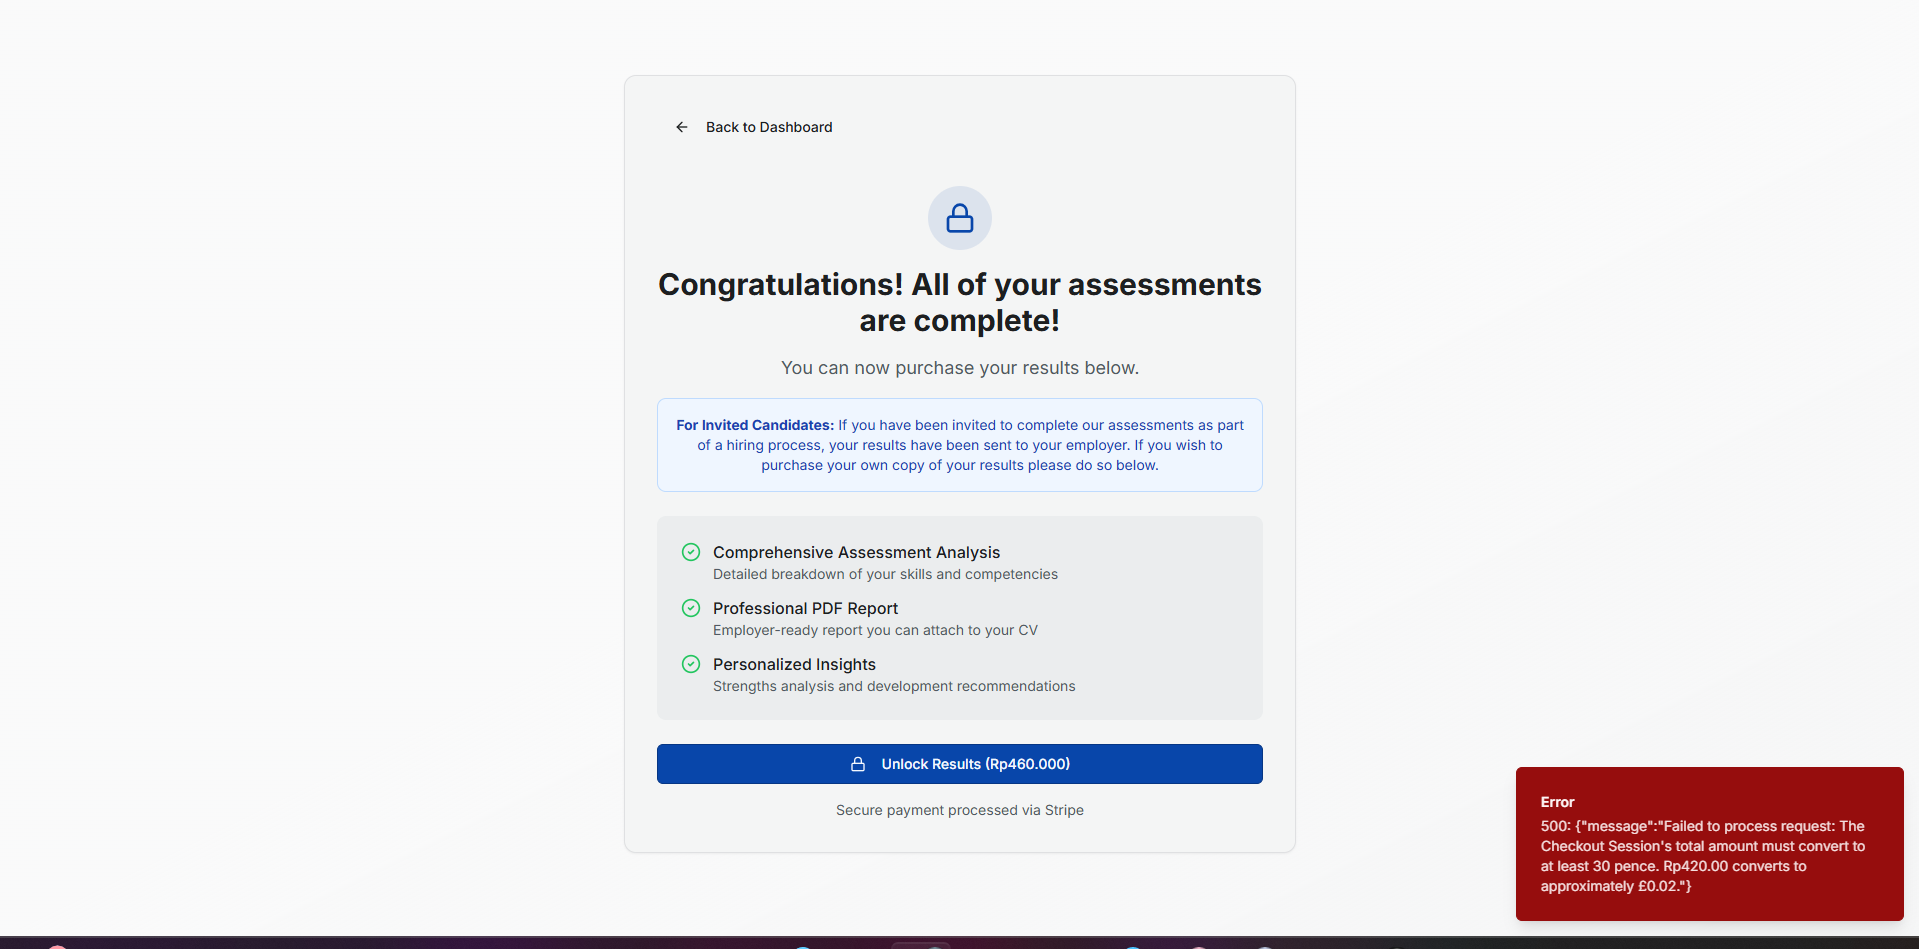 Back to Dashboard
Congratulations! All of your assessments
are complete!
You can now purchase your results below.
For Invited Candidates: If you have been invited to complete our assessments as part
of a hiring process, your results have been sent to your employer. If you wish to
purchase your own copy of your results please do so below.
Comprehensive Assessment Analysis
Detailed breakdown of your skills and competencies
Professional PDF Report
Employer-ready report you can attach to your CV
Personalized Insights
Strengths analysis and development recommendations
Unlock Results (Rp460.000)
Secure payment processed via Stripe
Error
500: {"message":"Failed to process request: The
Checkout Session's total amount must convert to
at least 30 pence. Rp420.00 converts to
approximately £0.02."}